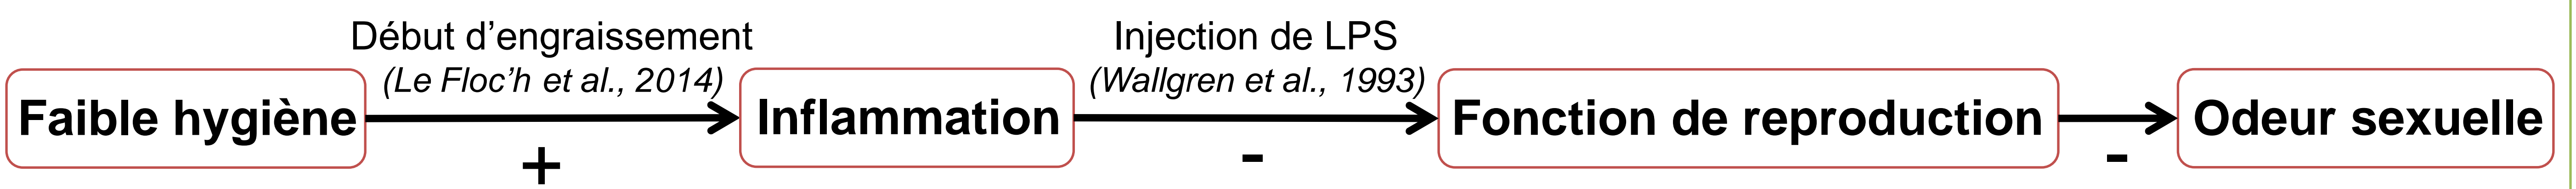 Début d’engraissement
(Le Floc’h et al., 2014)
Injection de LPS
(Wallgren et al., 1993)
Faible hygiène
Inflammation
Fonction de reproduction
Odeur sexuelle
+
-
-